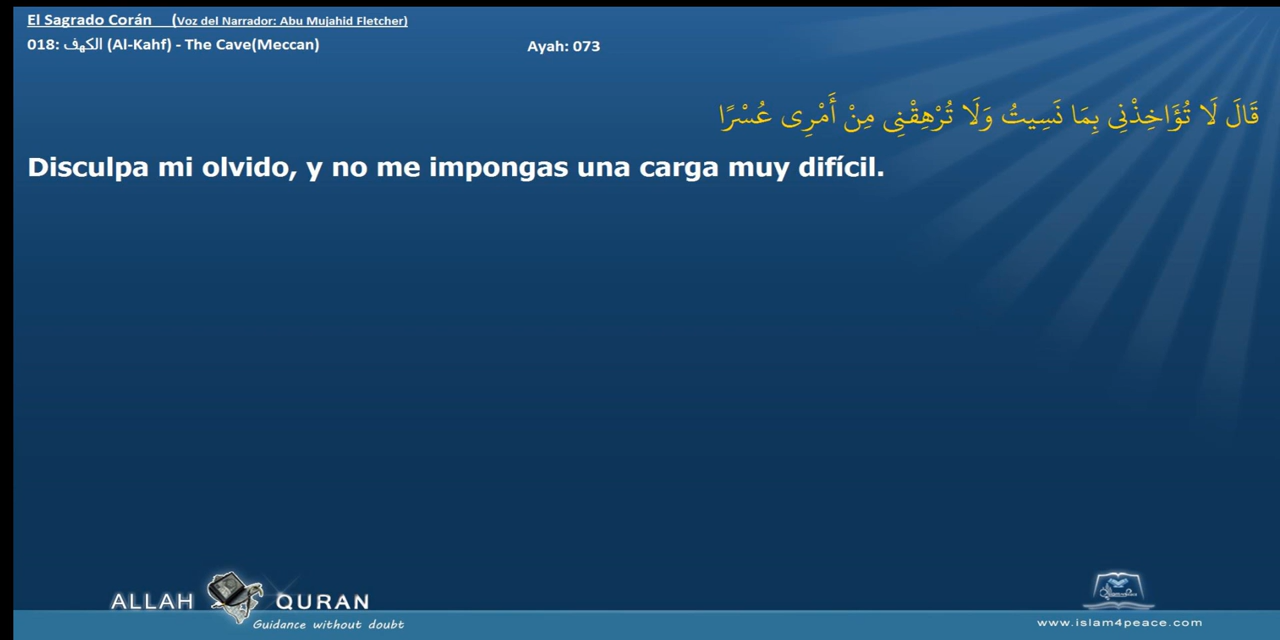 El Sagrado Corán (Voz del Narrador: Abu Mujahid Fletcher)
018: الكهف (Al-Kahf) - The Cave(Meccan) Ayah: 073
قَالَ لَا تُؤَاخِذْنِى بِمَا نَسِيتُ وَلَا تُرْهِقْنِى مِنْ أَمْرِى عُسْرًا
Disculpa mi olvido, y no me impongas una carga muy difícil.
ALLAH QURAN
Guidance without doubt
www.islam4peace.com